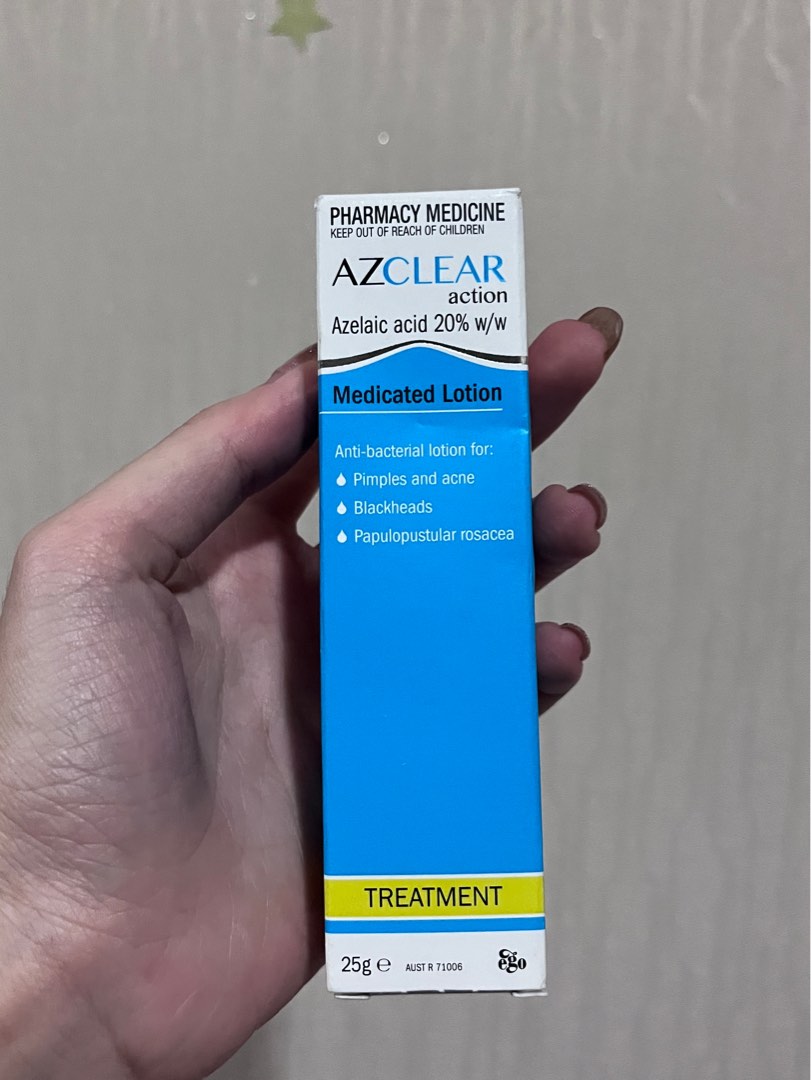 PHARMACY MEDICINE
KEEP OUT OF REACH OF CHILDREN
AZCLEAR
action
Azelaic acid 20% w/w
Medicated Lotion
Anti-bacterial lotion for:
Pimples and acne
Blackheads
Papulopustular rosacea
TREATMENT
25g ℮ AUST R 71006 ego